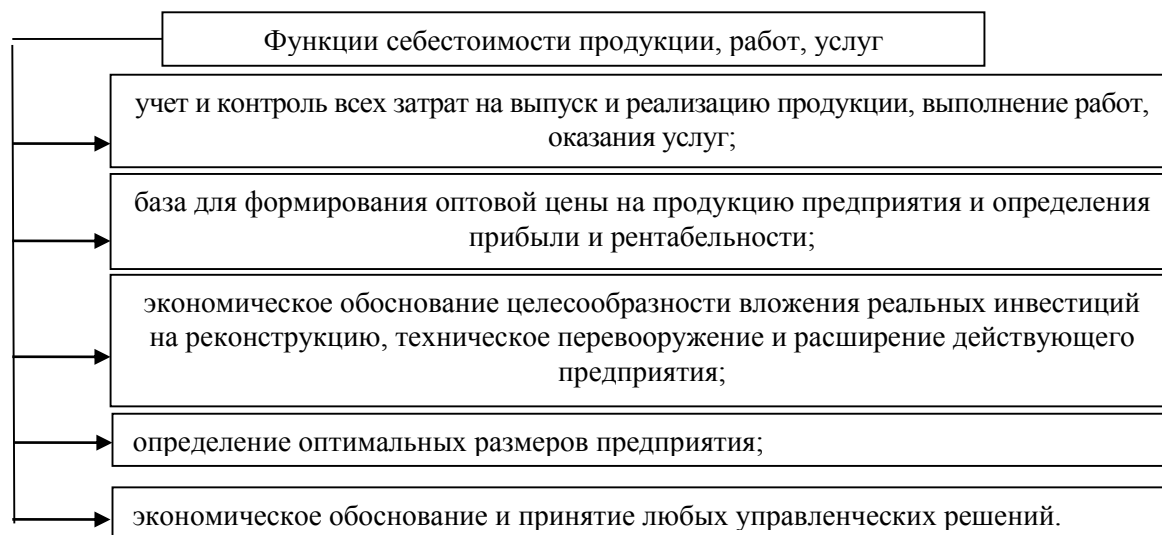 Функции себестоимости продукции, работ, услуг
учет и контроль всех затрат на выпуск и реализацию продукции, выполнение работ,
оказания услуг;
база для формирования оптовой цены на продукцию предприятия и определения
прибыли и рентабельности;
экономическое обоснование целесообразности вложения реальных инвестиций
на реконструкцию, техническое перевооружение и расширение действующего
предприятия;
определение оптимальных размеров предприятия;
экономическое обоснование и принятие любых управленческих решений.